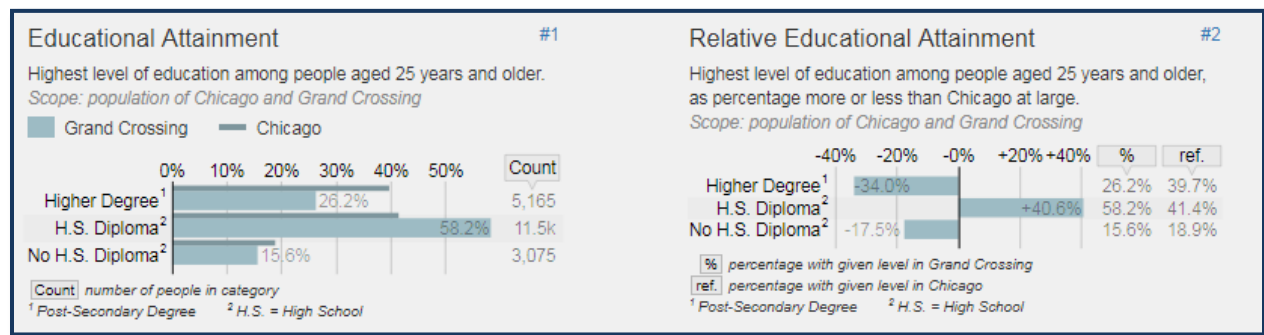 Educational Attainment #1
Highest level of education among people aged 25 years and older.
Scope: population of Chicago and Grand Crossing
Grand Crossing Chicago
0% 10% 20% 30% 40% 50% Count
Higher Degree¹ 26.2% 5,165
H.S. Diploma² 58.2% 11.5k
No H.S. Diploma² 15.6% 3,075
Count number of people in category
¹ Post-Secondary Degree ² H.S. = High School
Relative Educational Attainment #2
Highest level of education among people aged 25 years and older,
as percentage more or less than Chicago at large.
Scope: population of Chicago and Grand Crossing
-40% -20% -0% +20% +40% % ref.
Higher Degree¹ -34.0% 26.2% 39.7%
H.S. Diploma² +40.6% 58.2% 41.4%
No H.S. Diploma² -17.5% 15.6% 18.9%
% percentage with given level in Grand Crossing
ref. percentage with given level in Chicago
¹ Post-Secondary Degree ² H.S. = High School